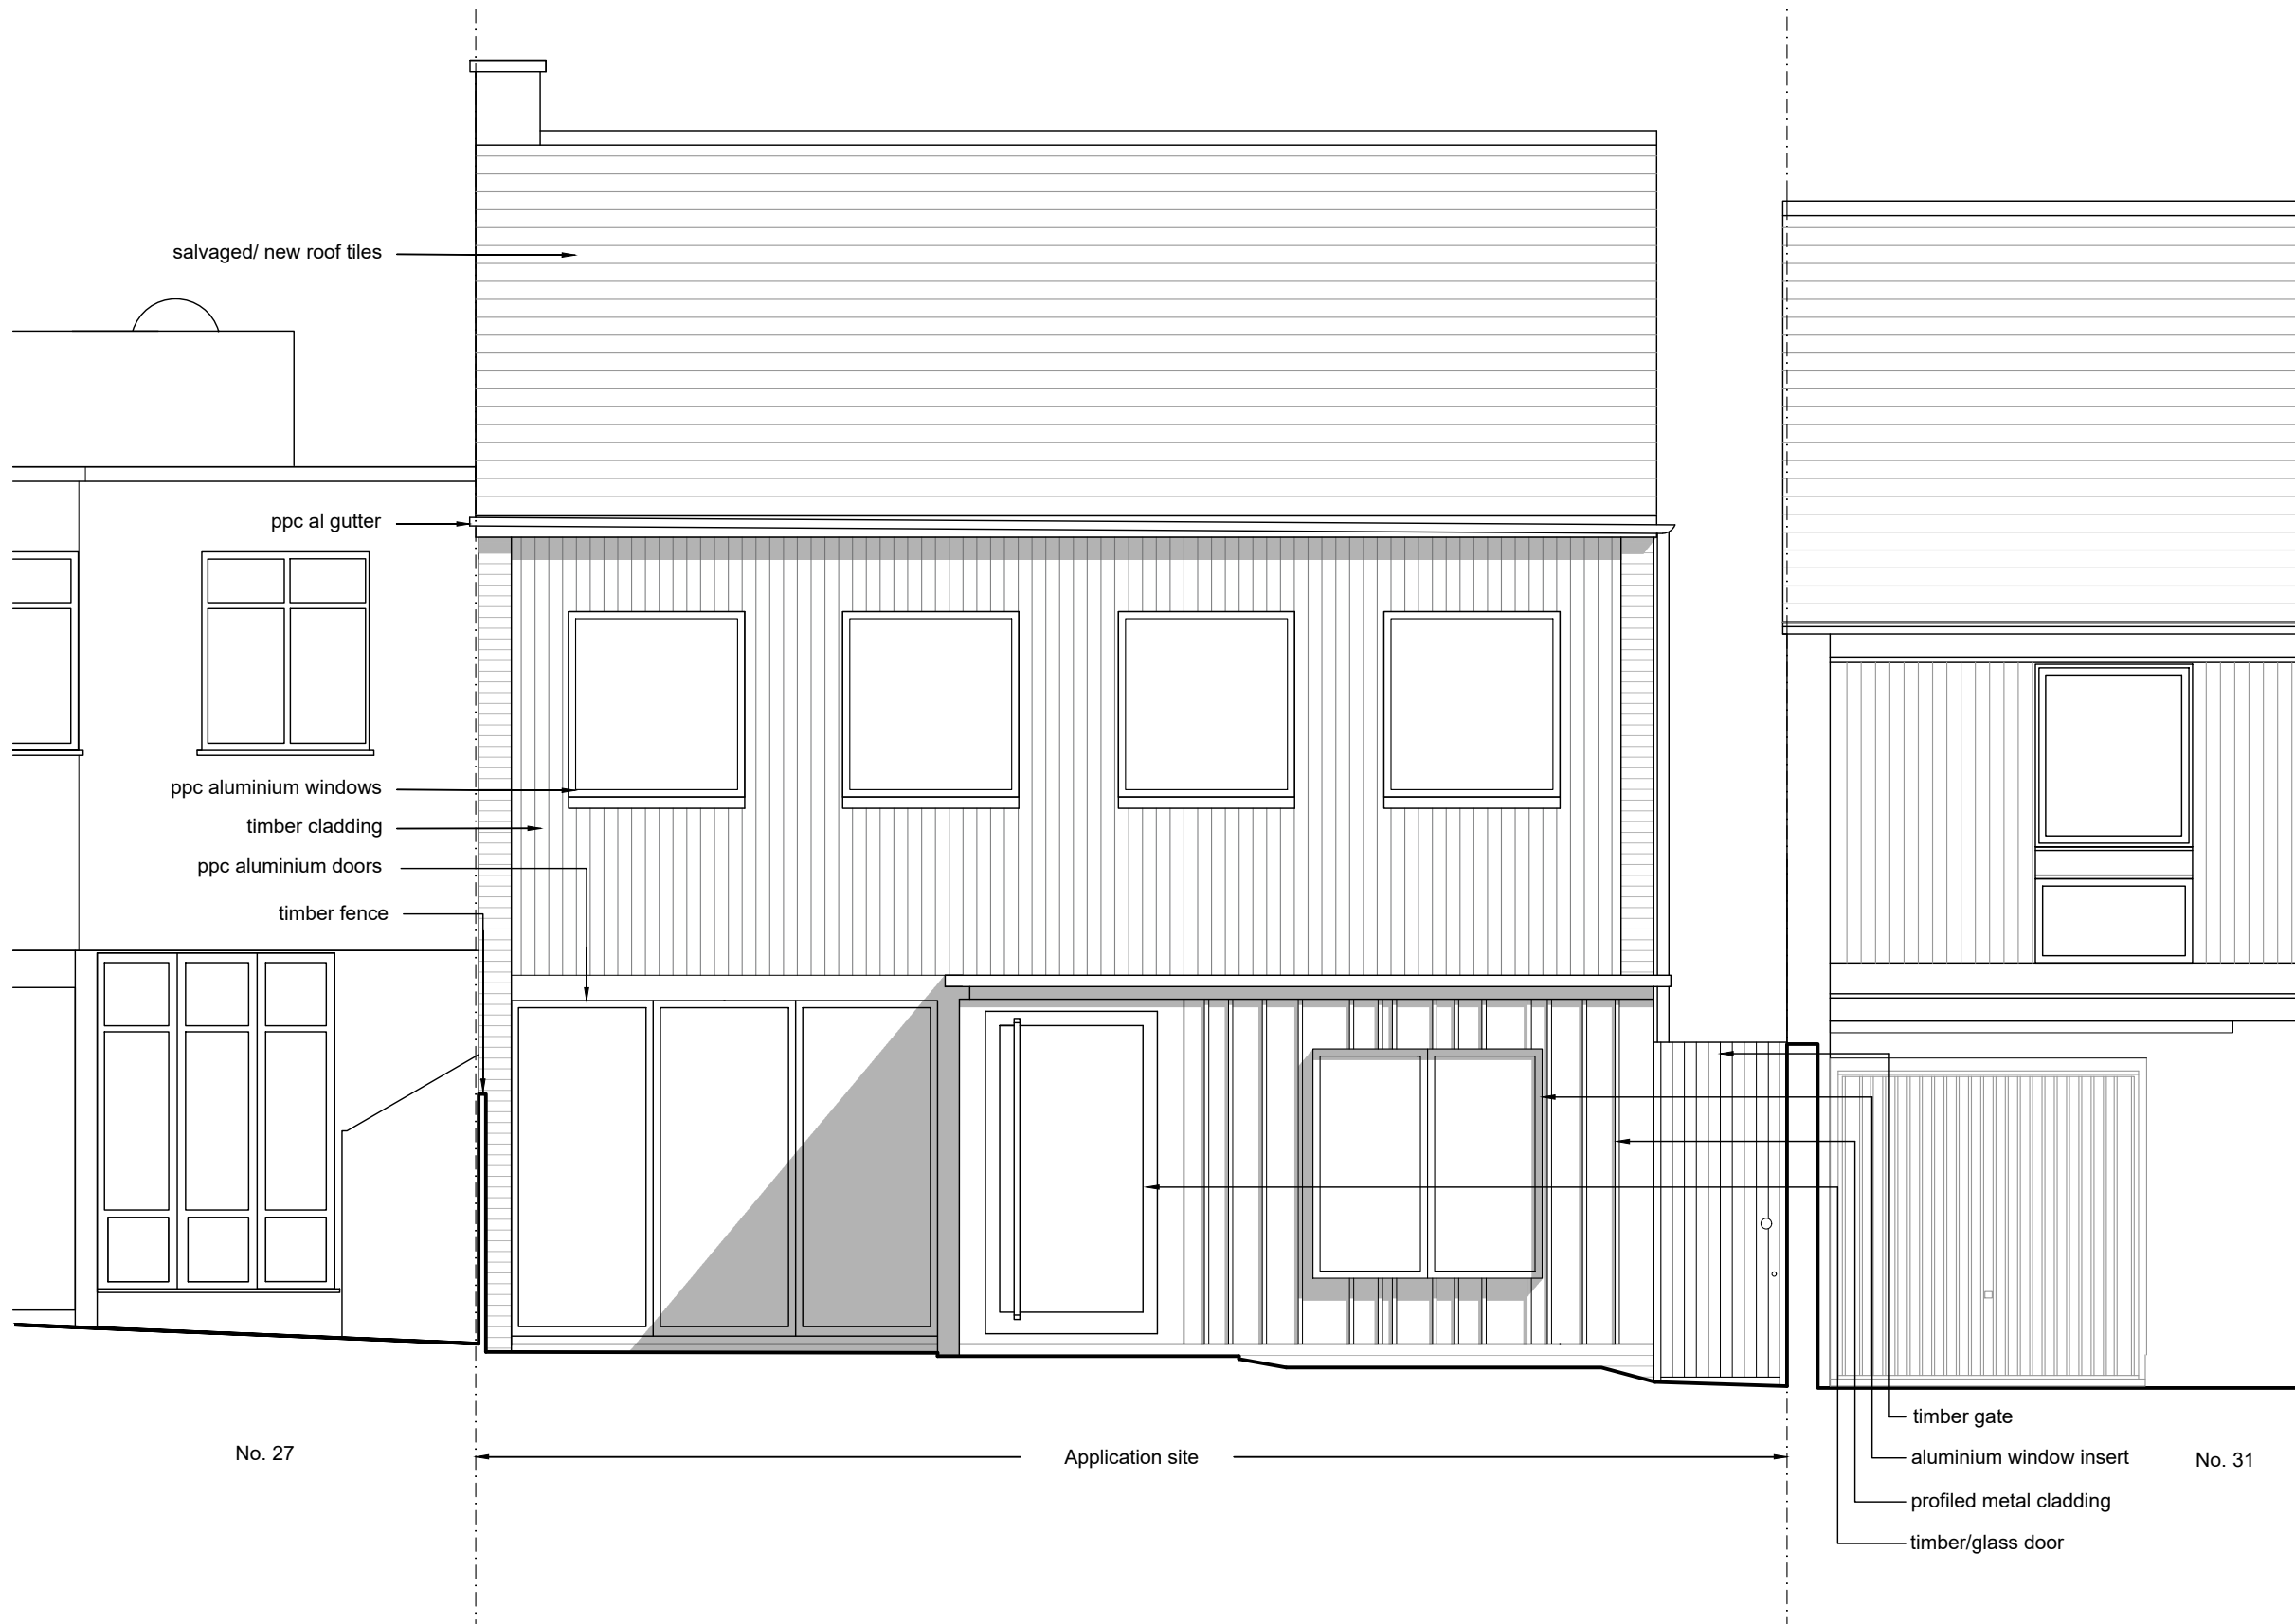 salvaged/ new roof tiles
ppc al gutter
ppc aluminium windows
timber cladding
ppc aluminium doors
timber fence
timber gate
No. 27
Application site
aluminium window insert
No. 31
profiled metal cladding
timber/glass door